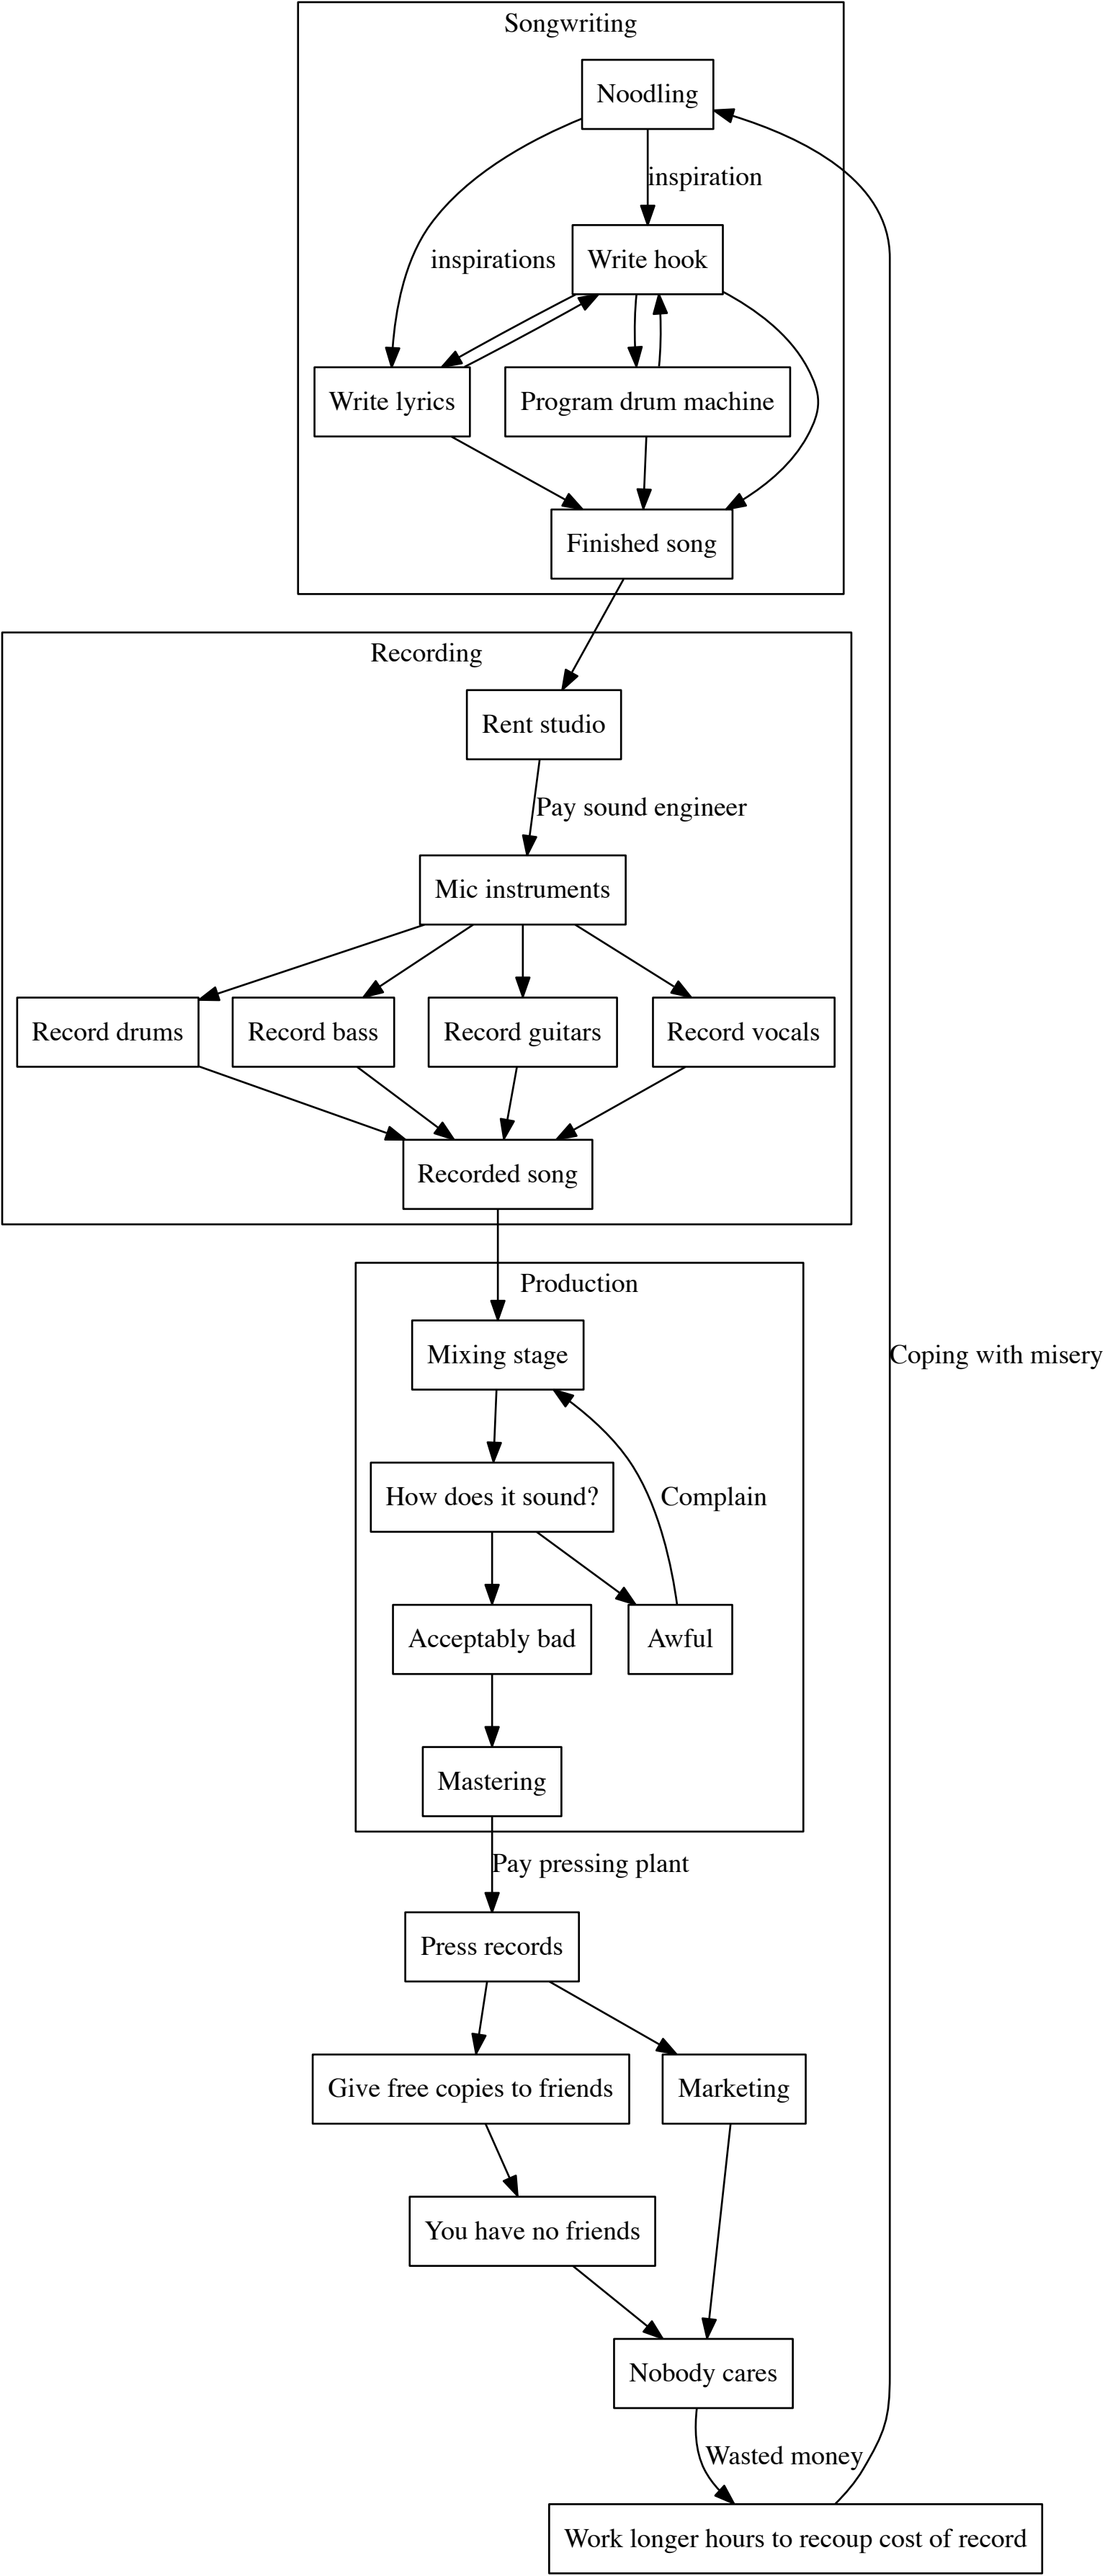 Songwriting
Noodling
inspiration
inspirations
Write hook
Write lyrics
Program drum machine
Finished song
Recording
Rent studio
Pay sound engineer
Mic instruments
Record drums
Record bass
Record guitars
Record vocals
Recorded song
Production
Mixing stage
Coping with misery
How does it sound?
Complain
Acceptably bad
Awful
Mastering
Pay pressing plant
Press records
Give free copies to friends
Marketing
You have no friends
Nobody cares
Wasted money
Work longer hours to recoup cost of record